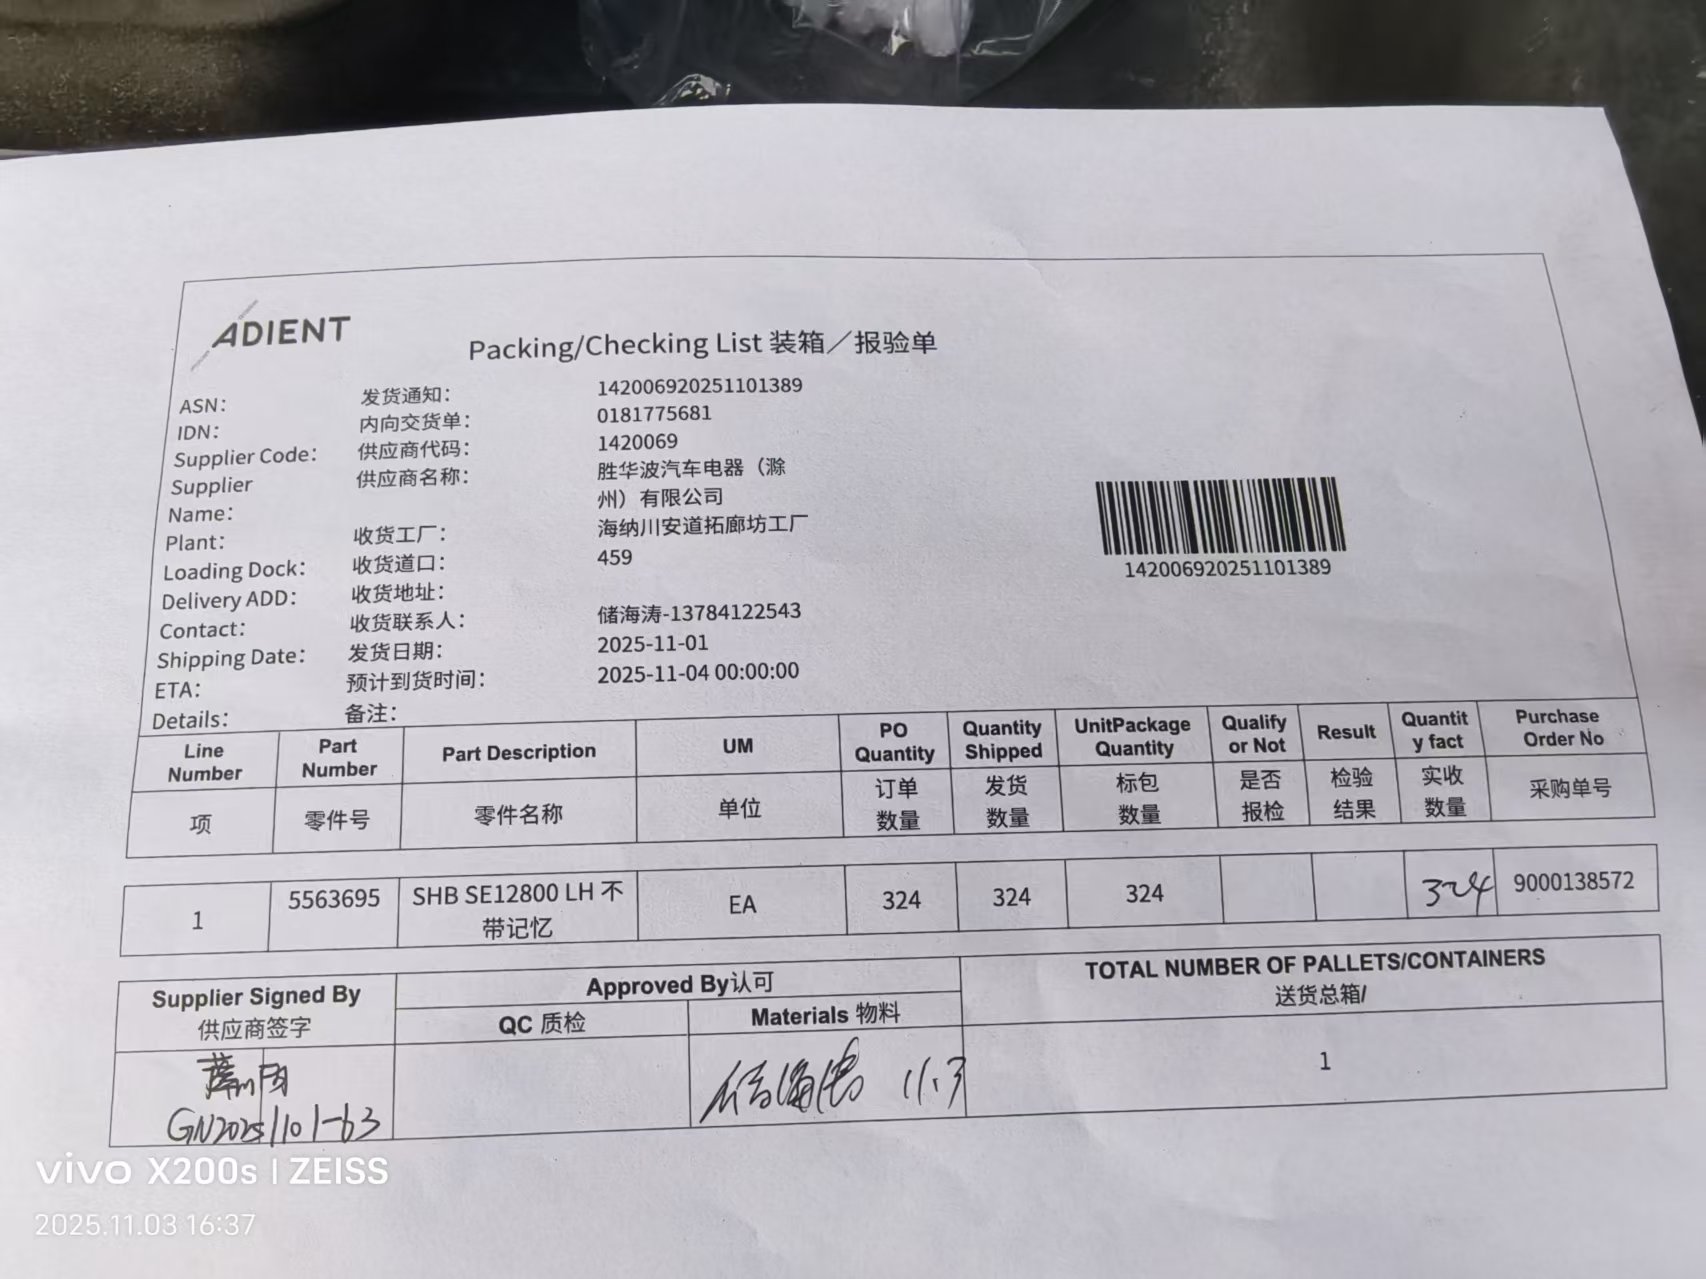 ADIENT
Packing/Checking List 装箱／报验单
ASN: 发货通知: 142006920251101389
IDN: 内向交货单: 0181775681
Supplier Code: 供应商代码: 1420069
Supplier Name: 供应商名称: 胜华波汽车电器（滁
州）有限公司
Plant: 收货工厂: 海纳川安道拓廊坊工厂
Loading Dock: 收货道口: 459
Delivery ADD: 收货地址:
Contact: 收货联系人: 储海涛-13784122543
Shipping Date: 发货日期: 2025-11-01
ETA: 预计到货时间: 2025-11-04 00:00:00
Details: 备注:
142006920251101389
Line Number Part Number Part Description UM PO Quantity Quantity Shipped UnitPackage Quantity Qualify or Not Result Quantit y fact Purchase Order No
项 零件号 零件名称 单位 订单数量 发货数量 标包数量 是否报检 检验结果 实收数量 采购单号
1 5563695 SHB SE12800 LH 不带记忆 EA 324 324 324 324 9000138572
Supplier Signed By Approved By认可 TOTAL NUMBER OF PALLETS/CONTAINERS
供应商签字 QC 质检 Materials 物料 送货总箱/
GN20251101-63 11.3 1
vivo X200s | ZEISS
2025.11.03 16:37